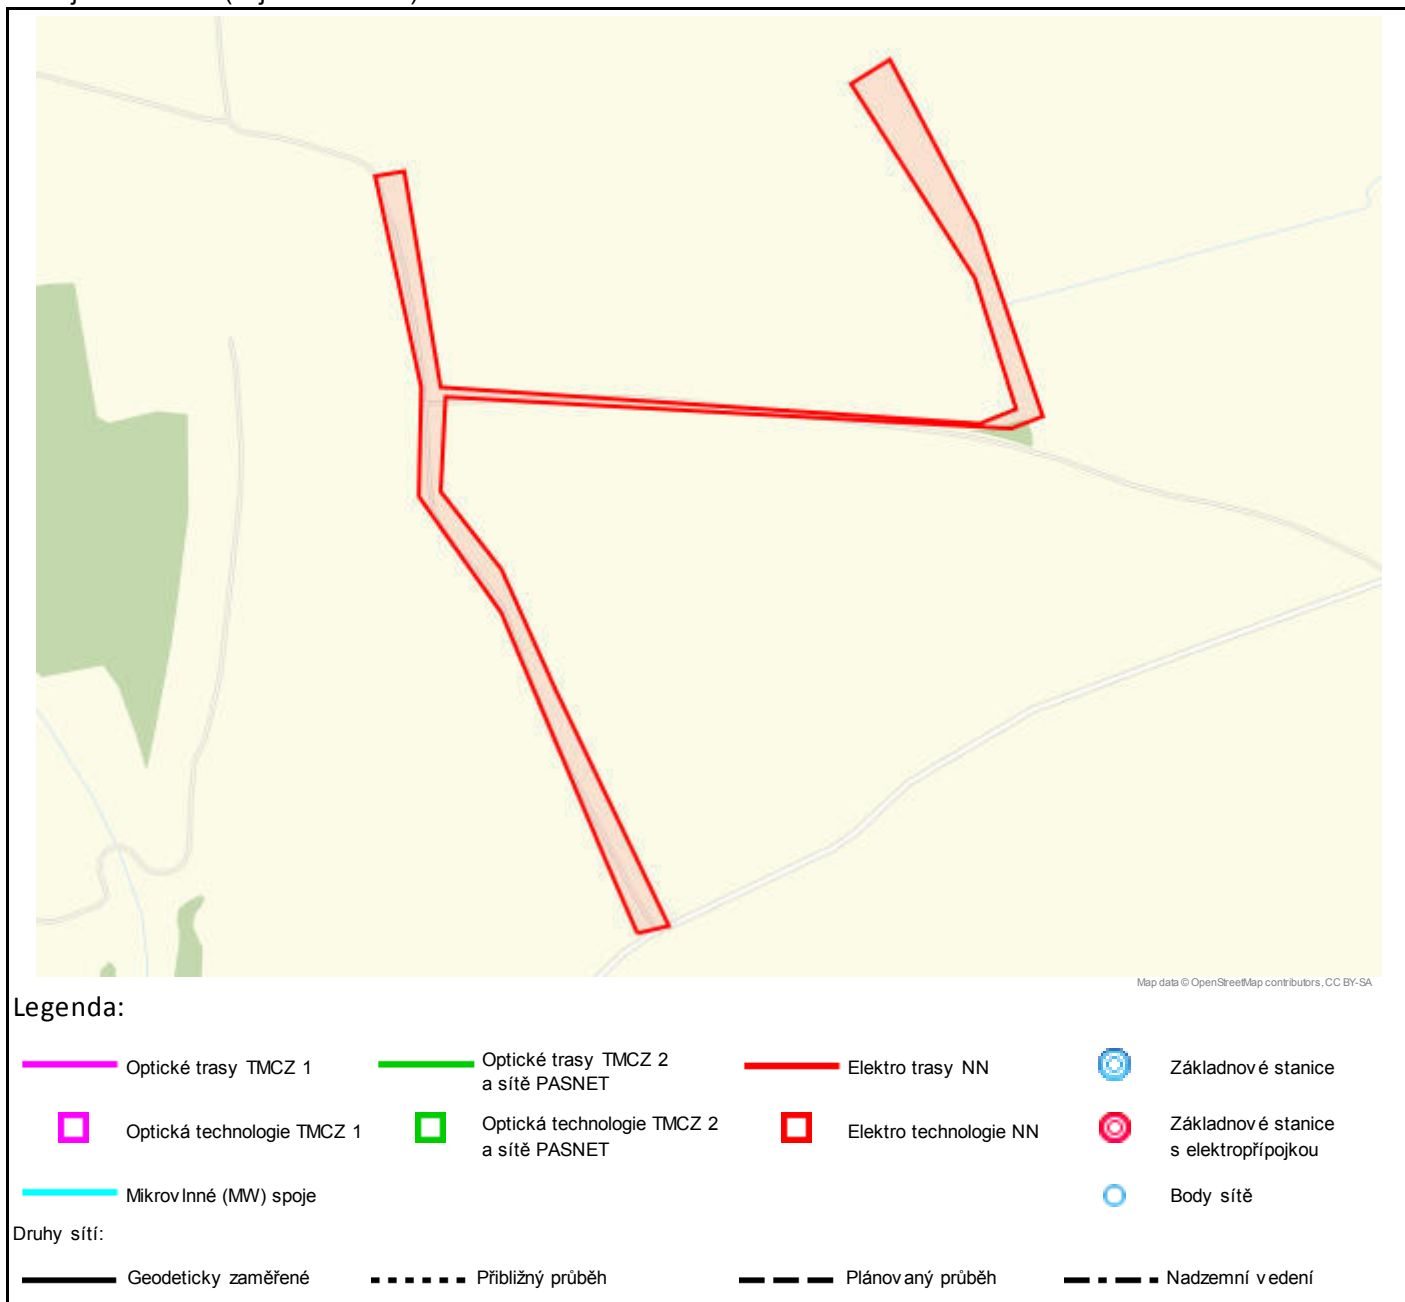 Map data © OpenStreetMap contributors, CC BY-SA
Legenda:
Optické trasy TMCZ 1
Optické trasy TMCZ 2
a sítě PASNET
Elektro trasy NN
Základnové stanice
Optická technologie TMCZ 1
Optická technologie TMCZ 2
a sítě PASNET
Elektro technologie NN
Základnové stanice
s elektropřípojkou
Mikrovlnné (MW) spoje
Body sítě
Druhy sítí:
Geodeticky zaměřené
Přibližný průběh
Plánovaný průběh
Nadzemní vedení